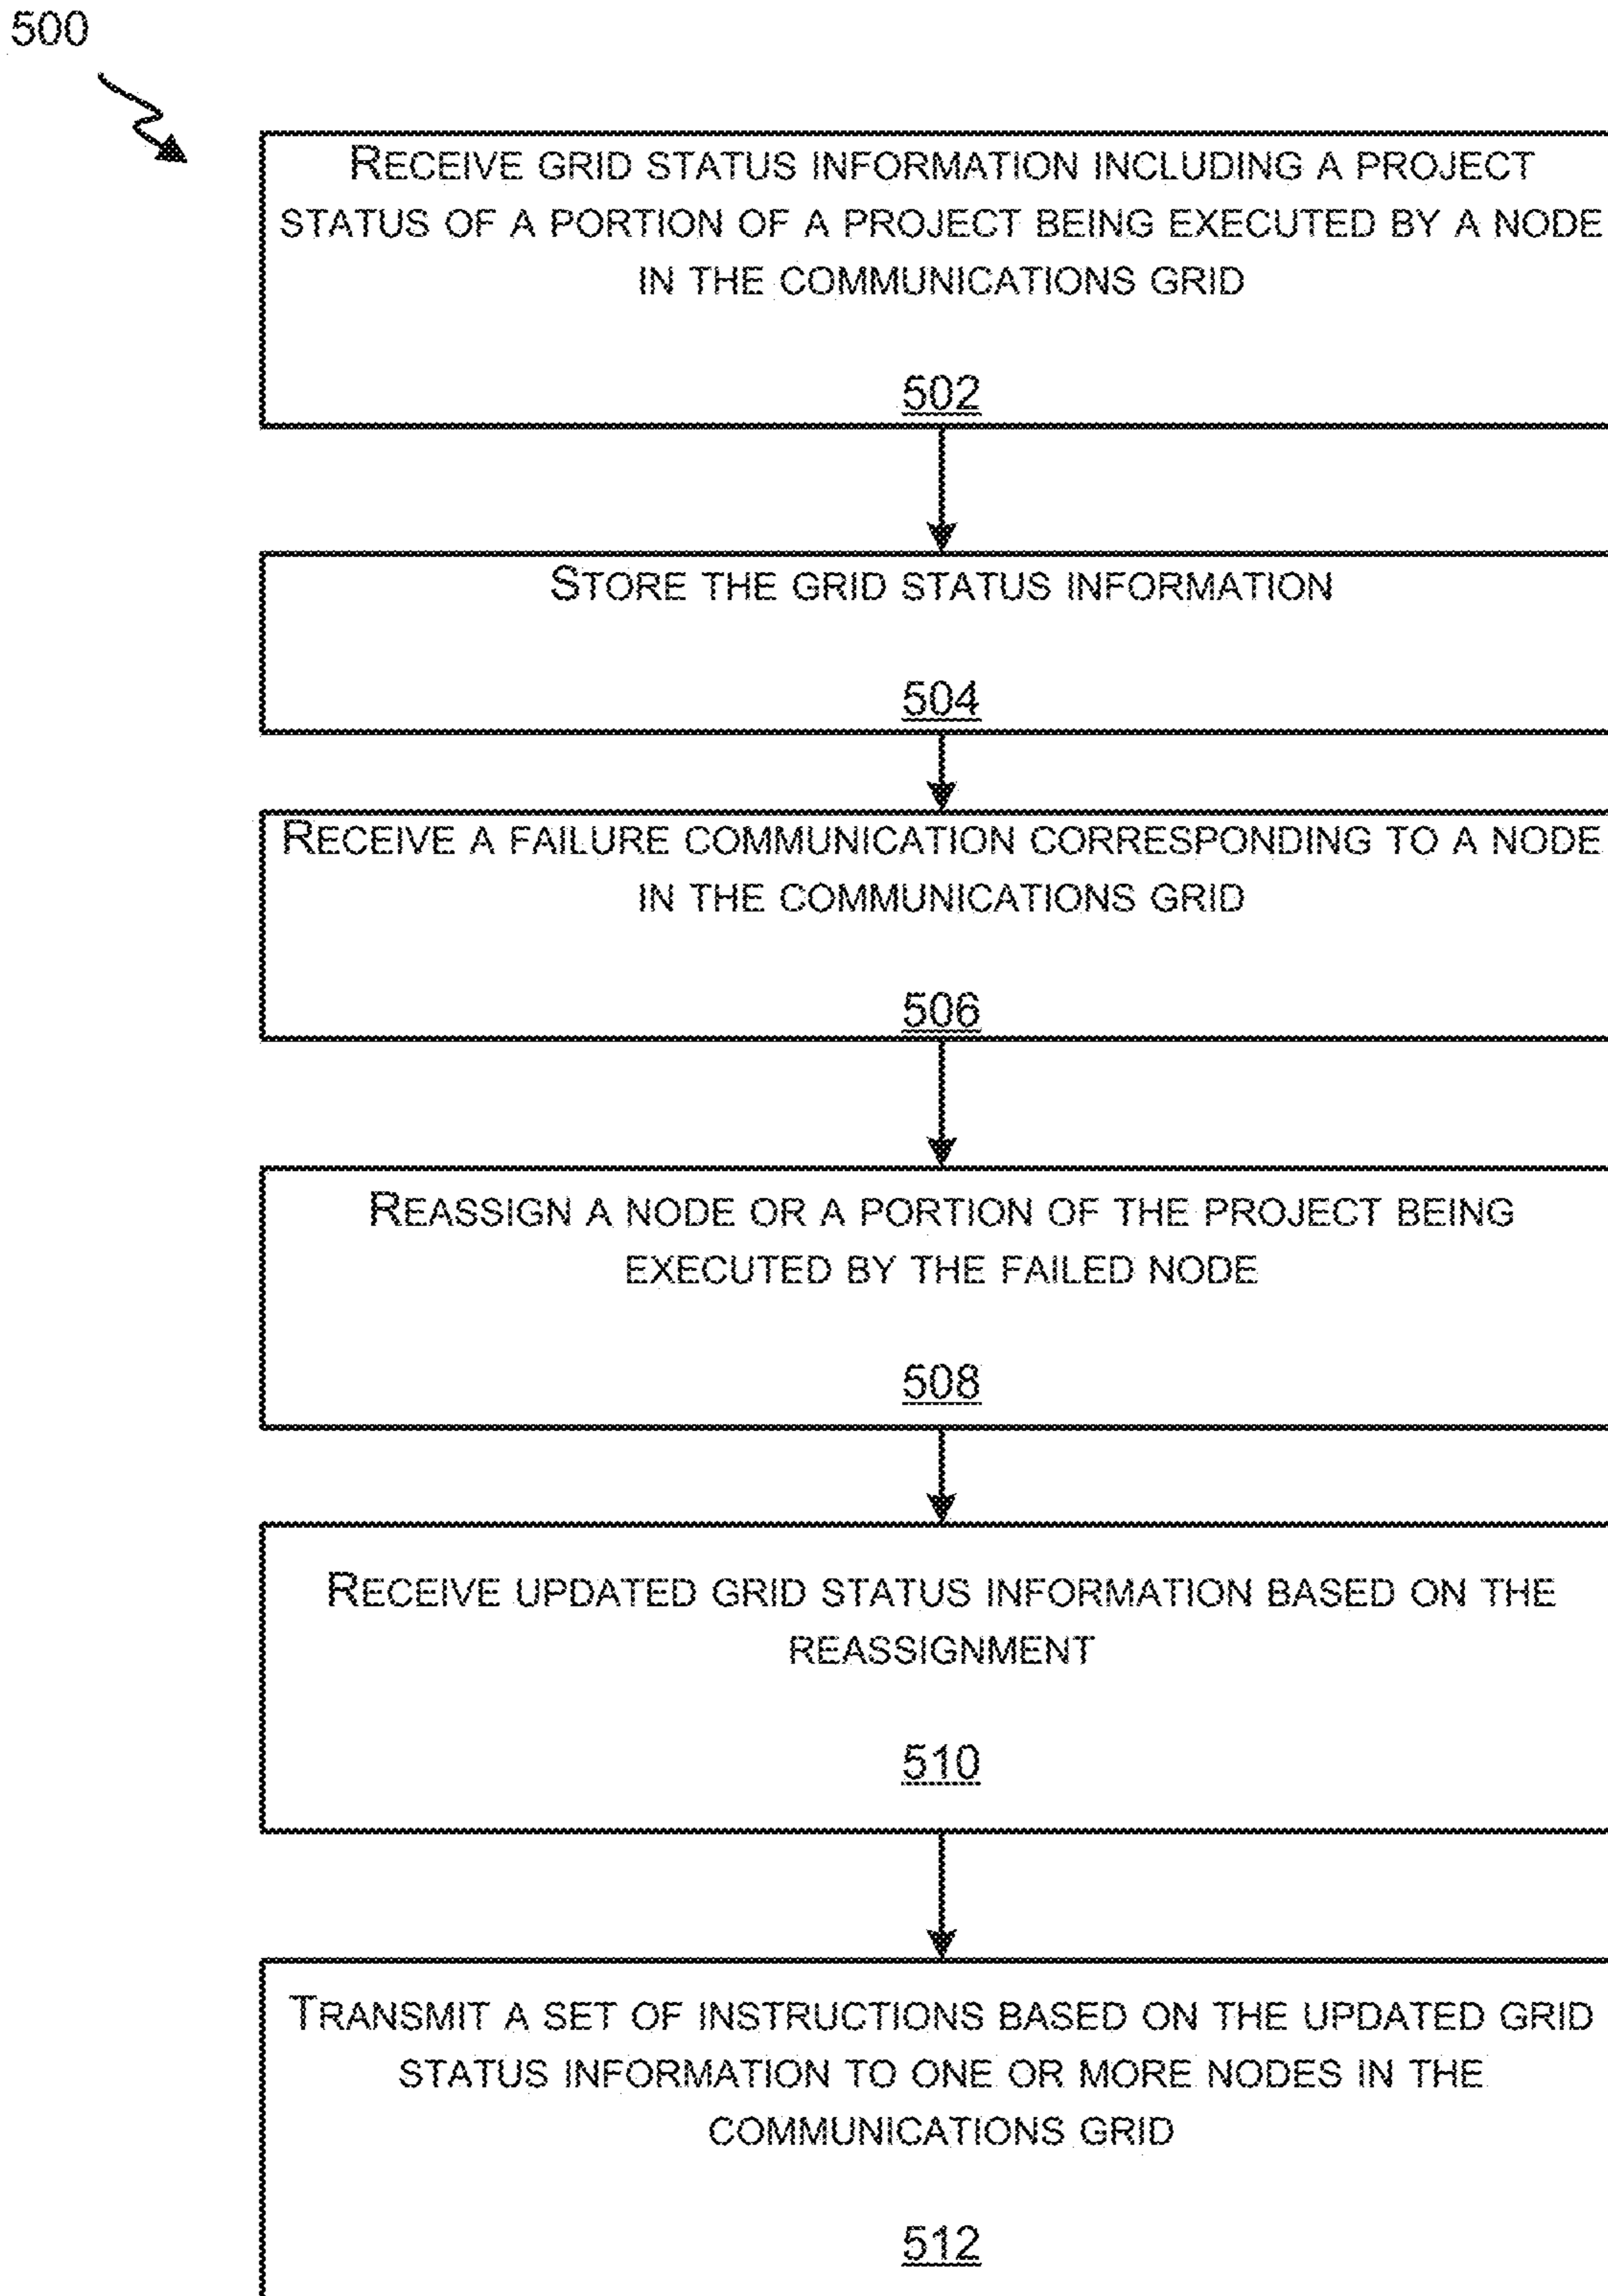 500
RECEIVE GRID STATUS INFORMATION INCLUDING A PROJECT
STATUS OF A PORTION OF A PROJECT BEING EXECUTED BY A NODE
IN THE COMMUNICATIONS GRID
502
STORE THE GRID STATUS INFORMATION
504
RECEIVE A FAILURE COMMUNICATION CORRESPONDING TO A NODE
IN THE COMMUNICATIONS GRID
506
REASSIGN A NODE OR A PORTION OF THE PROJECT BEING
EXECUTED BY THE FAILED NODE
508
RECEIVE UPDATED GRID STATUS INFORMATION BASED ON THE
REASSIGNMENT
510
TRANSMIT A SET OF INSTRUCTIONS BASED ON THE UPDATED GRID
STATUS INFORMATION TO ONE OR MORE NODES IN THE
COMMUNICATIONS GRID
512